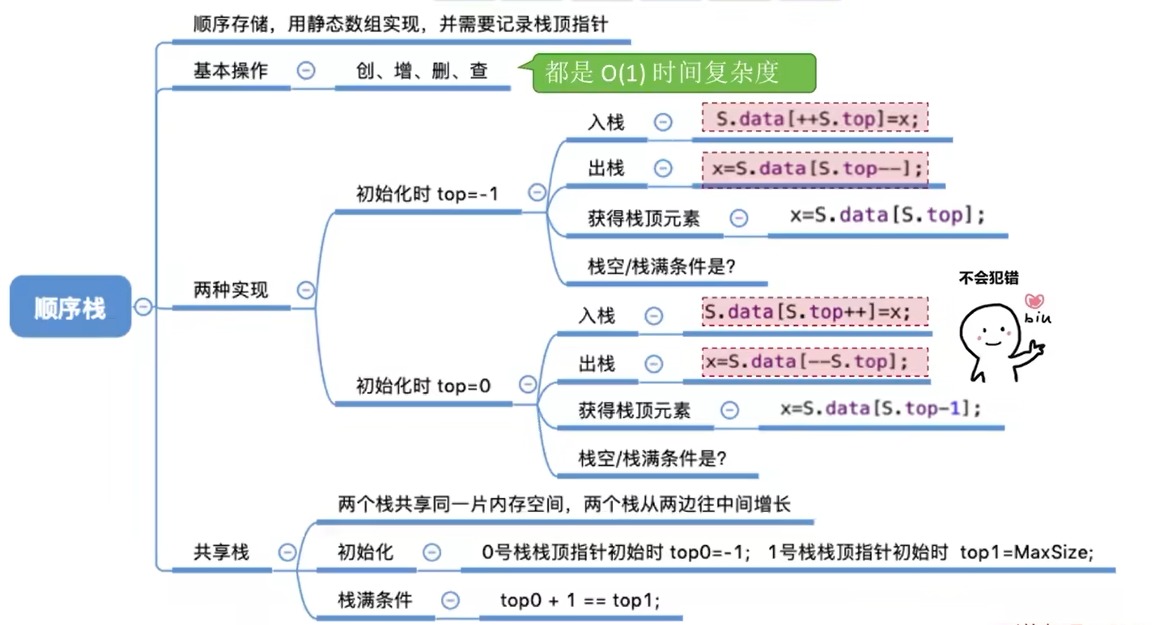 顺序存储，用静态数组实现，并需要记录栈顶指针
基本操作 创、增、删、查 都是 O(1) 时间复杂度
入栈 S.data[++S.top]=x;
出栈 x=S.data[S.top--];
初始化时 top=-1
获得栈顶元素 x=S.data[S.top];
栈空/栈满条件是?
不会犯错
两种实现
顺序栈
biu
入栈 S.data[S.top++]=x;
出栈 x=S.data[--S.top];
初始化时 top=0
获得栈顶元素 x=S.data[S.top-1];
栈空/栈满条件是?
两个栈共享同一片内存空间，两个栈从两边往中间增长
共享栈 初始化 0号栈栈顶指针初始时 top0=-1; 1号栈栈顶指针初始时 top1=MaxSize;
栈满条件 top0 + 1 == top1;